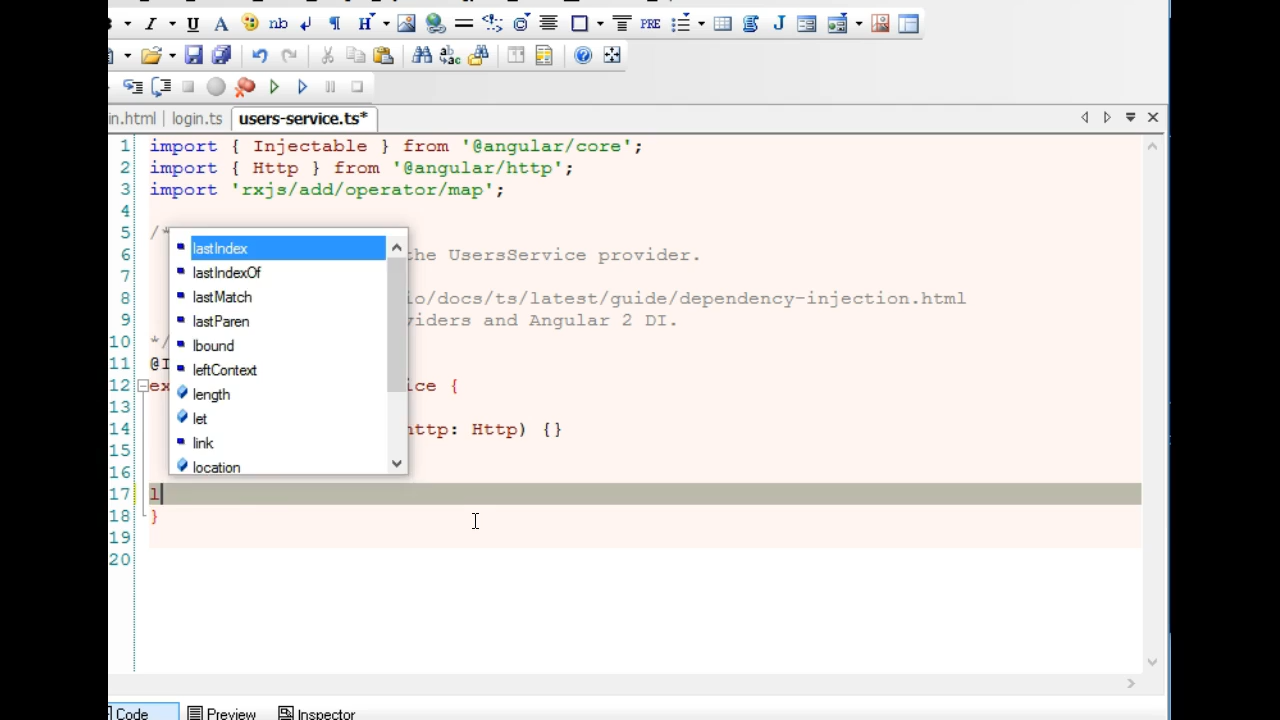 I U A nb ¶ H PRE J
in.html login.ts users-service.ts*
1 import { Injectable } from '@angular/core';
2 import { Http } from '@angular/http';
3 import 'rxjs/add/operator/map';
4
5 /*
6 the UsersService provider.
7
8 io/docs/ts/latest/guide/dependency-injection.html
9 viders and Angular 2 DI.
10 */
11 @I
12 ex ice {
13
14 http: Http) {}
15
16
17 l
18 }
19
20
lastIndex
lastIndexOf
lastMatch
lastParen
lbound
leftContext
length
let
link
location
Code Preview Inspector